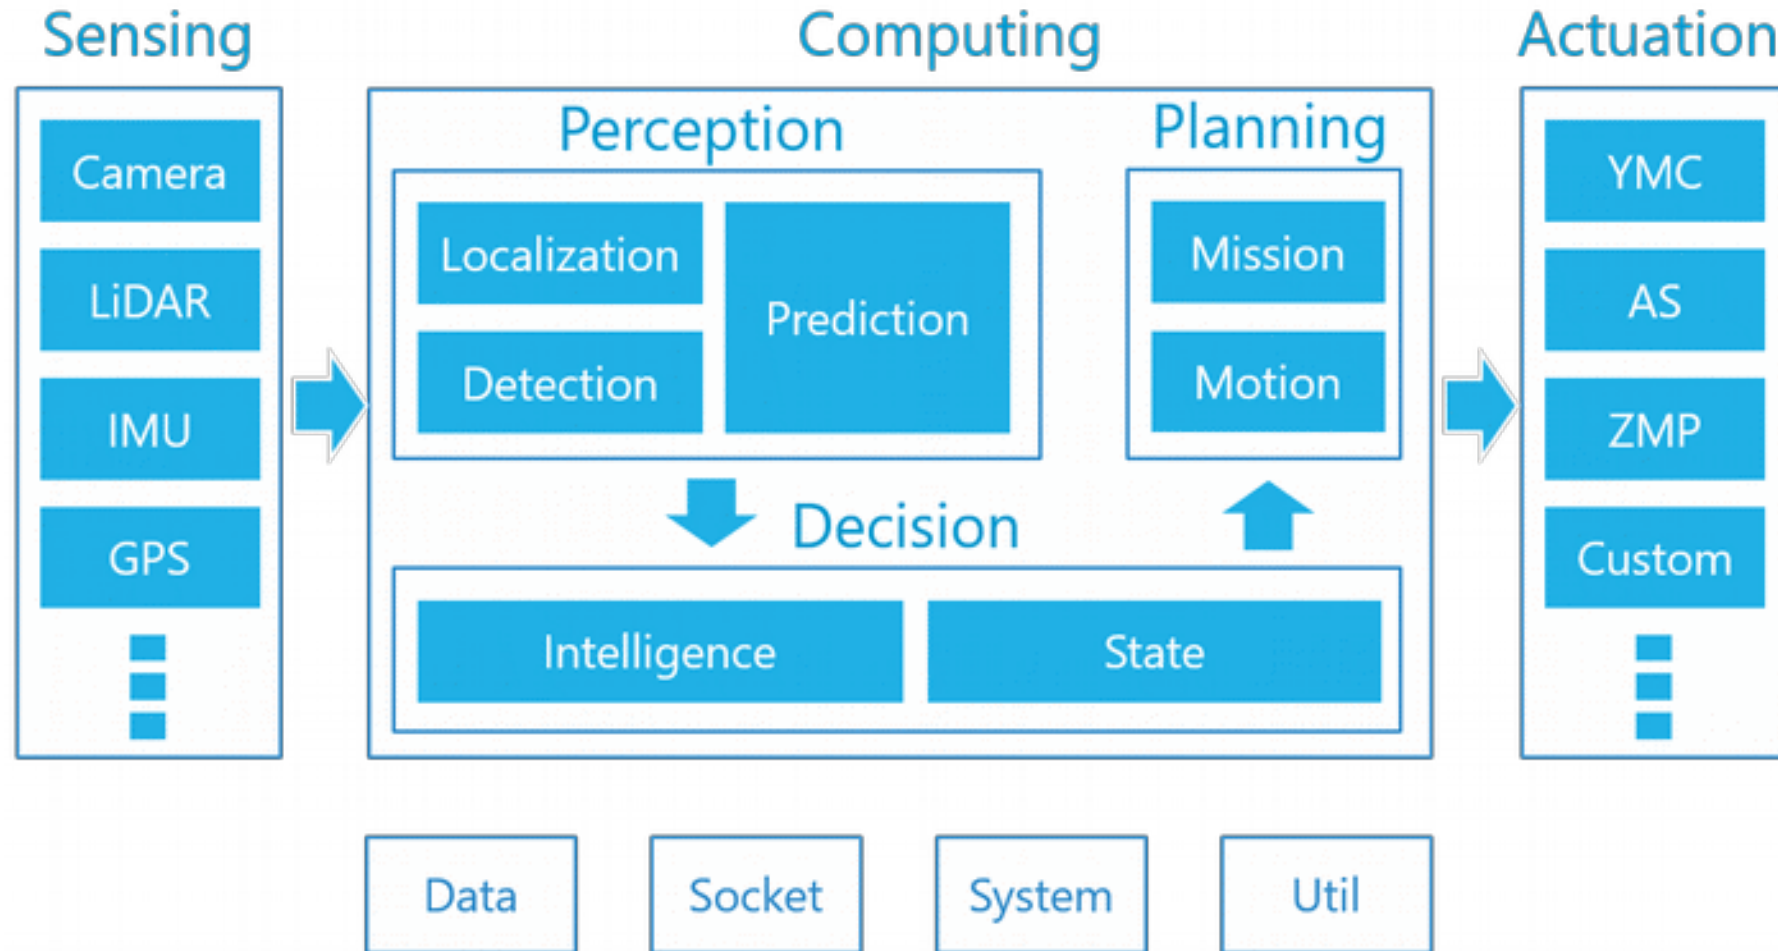 Sensing
Computing
Actuation
Camera
LiDAR
IMU
GPS
Perception
Localization
Detection
Prediction
Planning
Mission
Motion
Decision
Intelligence
State
YMC
AS
ZMP
Custom
Data
Socket
System
Util